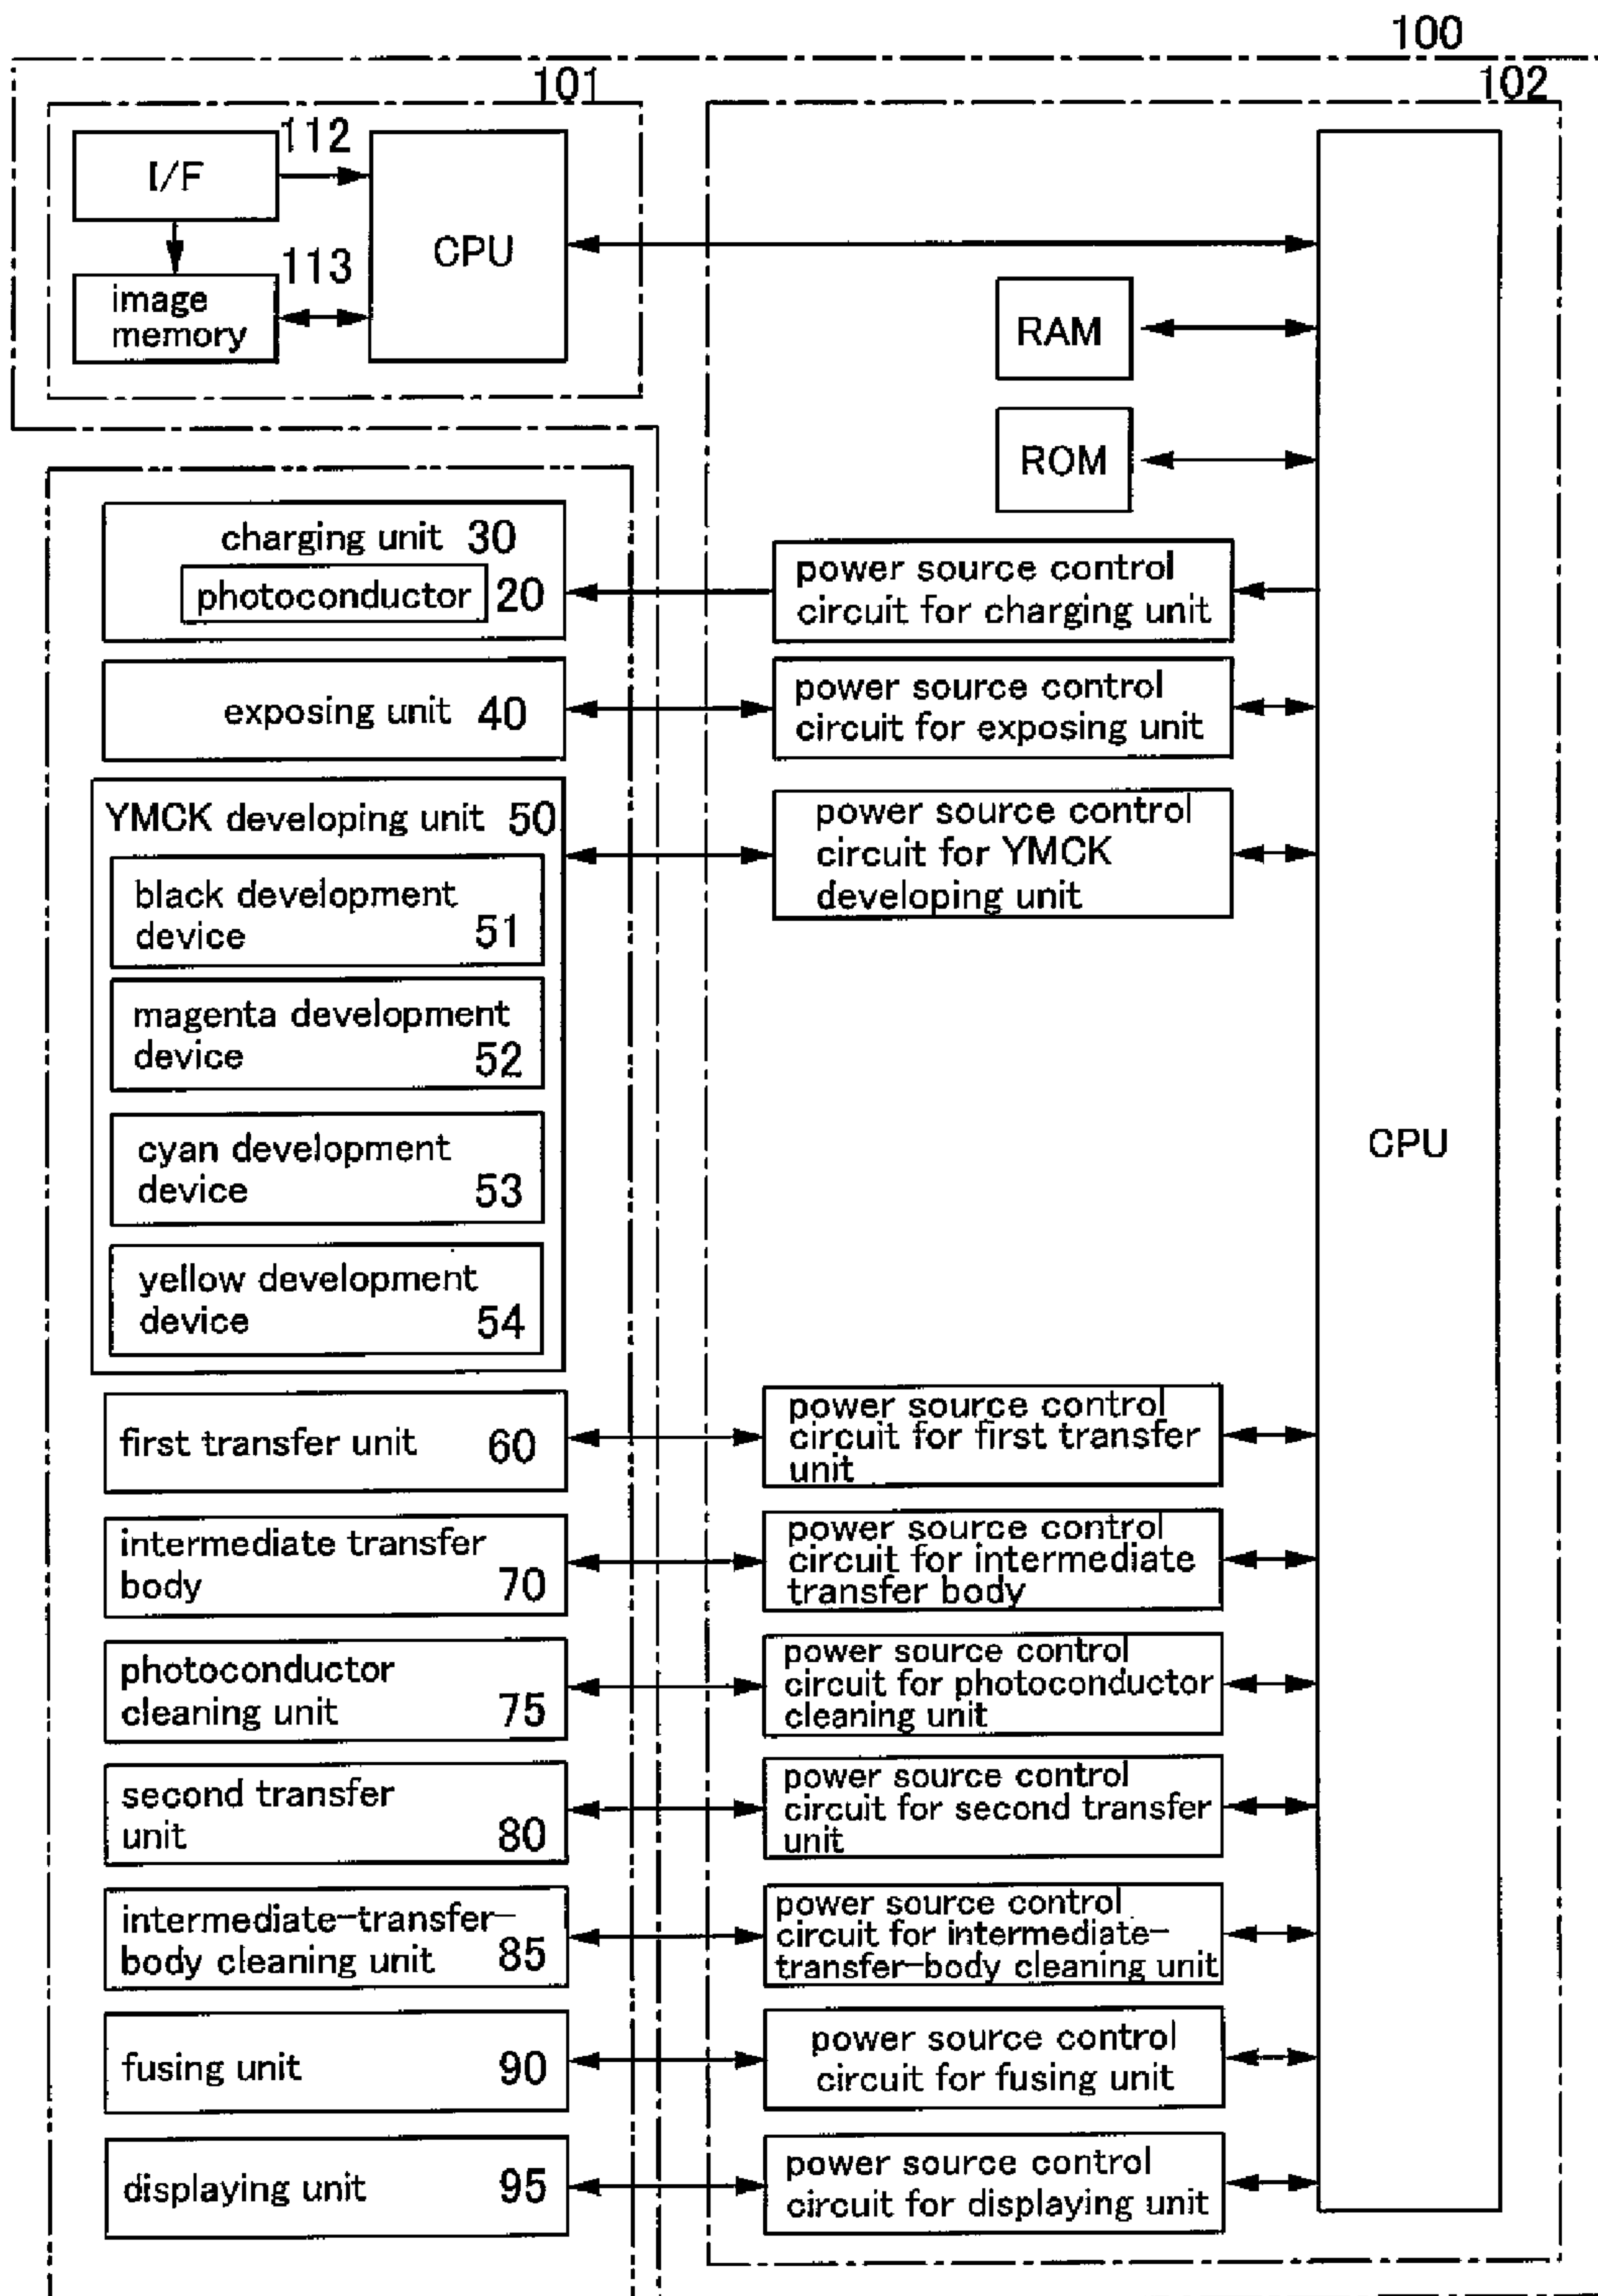 100
101
102
112
I/F
CPU
113
image
memory
RAM
ROM
charging unit 30
photoconductor 20
power source control
circuit for charging unit
exposing unit 40
power source control
circuit for exposing unit
YMCK developing unit 50
power source control
circuit for YMCK
developing unit
black development
device 51
magenta development
device 52
cyan development
device 53
yellow development
device 54
CPU
first transfer unit 60
power source control
circuit for first transfer
unit
intermediate transfer
body 70
power source control
circuit for intermediate
transfer body
photoconductor
cleaning unit 75
power source control
circuit for photoconductor
cleaning unit
second transfer
unit 80
power source control
circuit for second transfer
unit
intermediate-transfer-
body cleaning unit 85
power source control
circuit for intermediate-
transfer-body cleaning unit
fusing unit 90
power source control
circuit for fusing unit
displaying unit 95
power source control
circuit for displaying unit